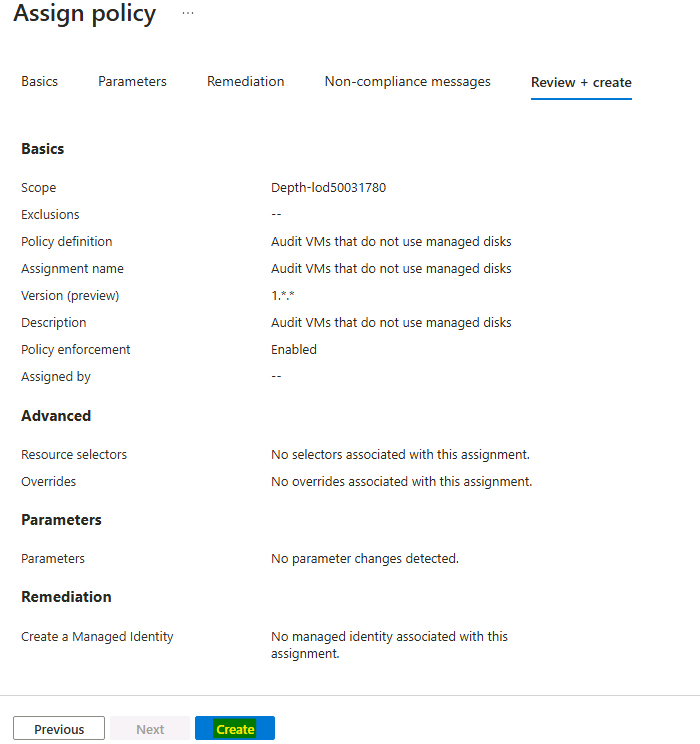 Assign policy ...
Basics Parameters Remediation Non-compliance messages Review + create
Basics
Scope Depth-lod50031780
Exclusions --
Policy definition Audit VMs that do not use managed disks
Assignment name Audit VMs that do not use managed disks
Version (preview) 1.*.*
Description Audit VMs that do not use managed disks
Policy enforcement Enabled
Assigned by --
Advanced
Resource selectors No selectors associated with this assignment.
Overrides No overrides associated with this assignment.
Parameters
Parameters No parameter changes detected.
Remediation
Create a Managed Identity No managed identity associated with this
assignment.
Previous Next Create